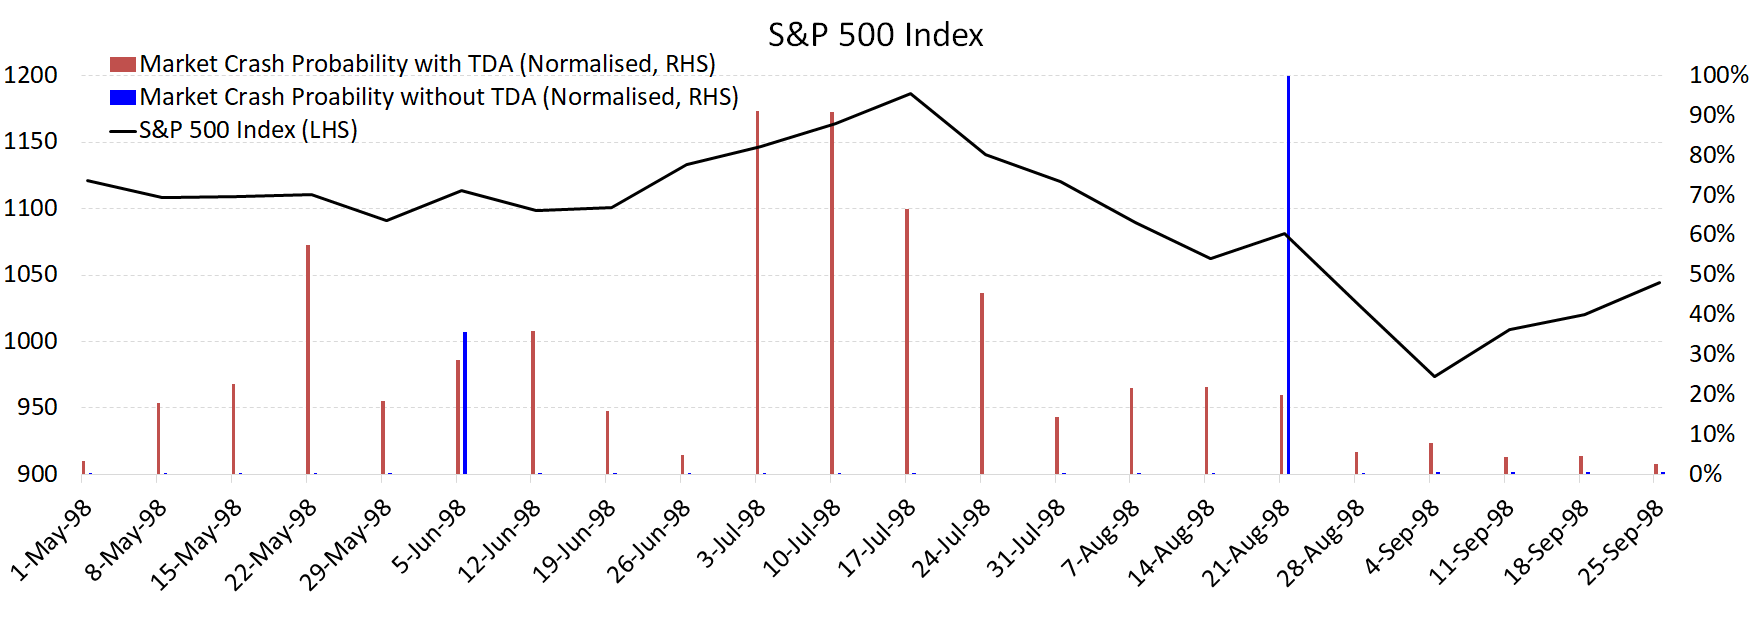 S&P 500 Index
Market Crash Probability with TDA (Normalised, RHS)
Market Crash Proability without TDA (Normalised, RHS)
S&P 500 Index (LHS)
1200
1150
1100
1050
1000
950
900
100%
90%
80%
70%
60%
50%
40%
30%
20%
10%
0%
1-May-98
8-May-98
15-May-98
22-May-98
29-May-98
5-Jun-98
12-Jun-98
19-Jun-98
26-Jun-98
3-Jul-98
10-Jul-98
17-Jul-98
24-Jul-98
31-Jul-98
7-Aug-98
14-Aug-98
21-Aug-98
28-Aug-98
4-Sep-98
11-Sep-98
18-Sep-98
25-Sep-98